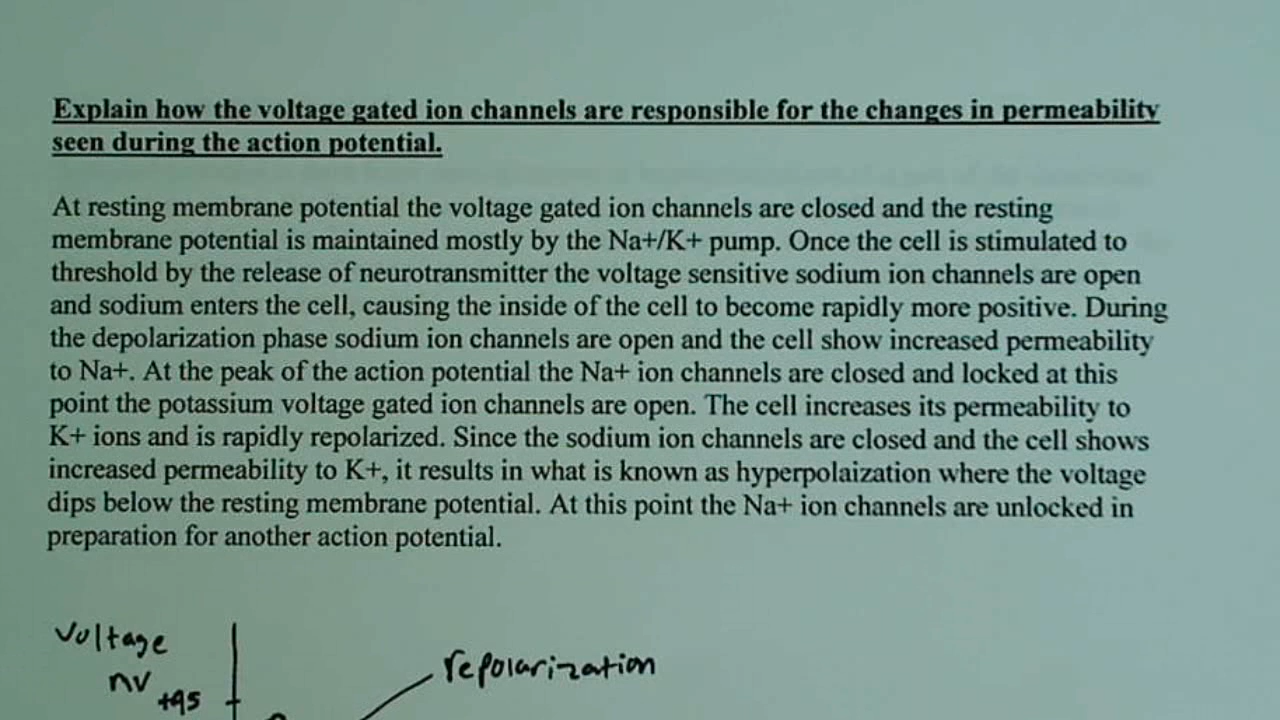 Explain how the voltage gated ion channels are responsible for the changes in permeability
seen during the action potential.
At resting membrane potential the voltage gated ion channels are closed and the resting
membrane potential is maintained mostly by the Na+/K+ pump. Once the cell is stimulated to
threshold by the release of neurotransmitter the voltage sensitive sodium ion channels are open
and sodium enters the cell, causing the inside of the cell to become rapidly more positive. During
the depolarization phase sodium ion channels are open and the cell show increased permeability
to Na+. At the peak of the action potential the Na+ ion channels are closed and locked at this
point the potassium voltage gated ion channels are open. The cell increases its permeability to
K+ ions and is rapidly repolarized. Since the sodium ion channels are closed and the cell shows
increased permeability to K+, it results in what is known as hyperpolaization where the voltage
dips below the resting membrane potential. At this point the Na+ ion channels are unlocked in
preparation for another action potential.
Voltage
repolarization
nv
+45